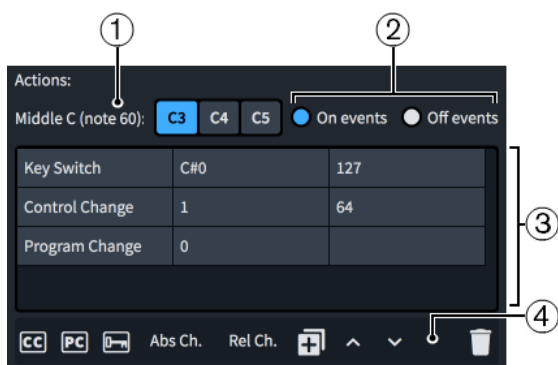 1 2
Actions:
Middle C (note 60): C3 C4 C5 On events Off events
Key Switch C#0 127
Control Change 1 64
Program Change 0
3
4
CC PC Abs Ch. Rel Ch.